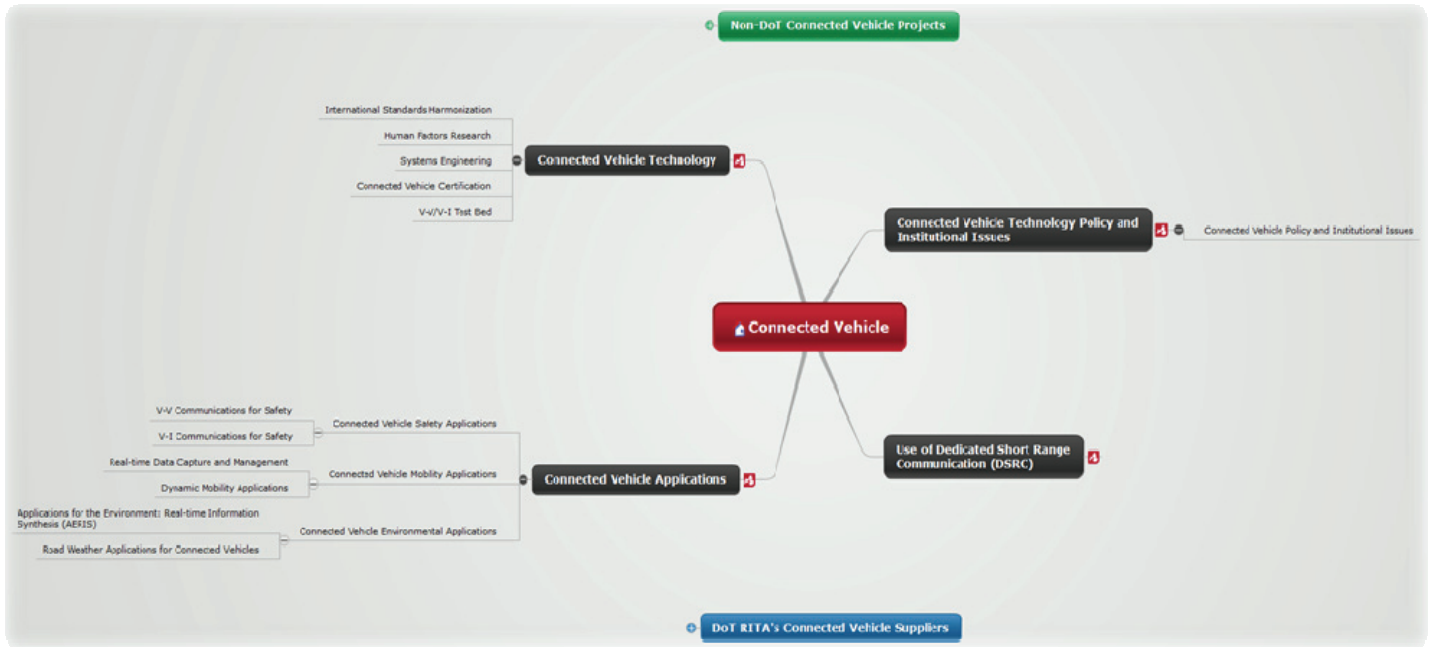 Non-DoT Connected Vehicle Projects
International Standards Harmonization
Human Factors Research
Systems Engineering
Connected Vehicle Certification
V-V/V-I Test Bed
Connected Vehicle Technology
Connected Vehicle Technology Policy and
Institutional Issues
Connected Vehicle Policy and Institutional Issues
Connected Vehicle
V-V Communications for Safety
V-I Communications for Safety
Connected Vehicle Safety Applications
Real-time Data Capture and Management
Dynamic Mobility Applications
Connected Vehicle Mobility Applications
Applications for the Environment: Real-time Information
Synthesis (AERIS)
Road Weather Applications for Connected Vehicles
Connected Vehicle Environmental Applications
Connected Vehicle Applications
Use of Dedicated Short Range
Communication (DSRC)
DoT RITA's Connected Vehicle Suppliers